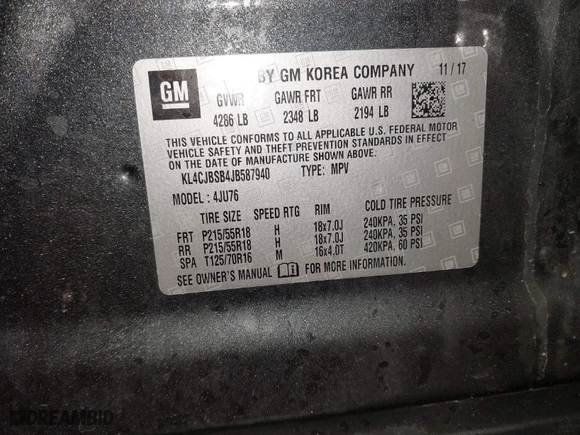 GM
BY GM KOREA COMPANY 11/17
GVWR GAWR FRT GAWR RR
4286 LB 2348 LB 2194 LB
THIS VEHICLE CONFORMS TO ALL APPLICABLE U.S. FEDERAL MOTOR
VEHICLE SAFETY AND THEFT PREVENTION STANDARDS IN EFFECT
ON THE DATE OF MANUFACTURE SHOWN ABOVE.
KL4CJBSB4JB587940 TYPE: MPV
MODEL: 4JU76
TIRE SIZE SPEED RTG RIM COLD TIRE PRESSURE
FRT P215/55R18 H 18x7.0J 240KPA, 35 PSI
RR P215/55R18 H 18x7.0J 240KPA, 35 PSI
SPA T125/70R16 M 16x4.0T 420KPA, 60 PSI
SEE OWNER'S MANUAL FOR MORE INFORMATION.
DREAMBID